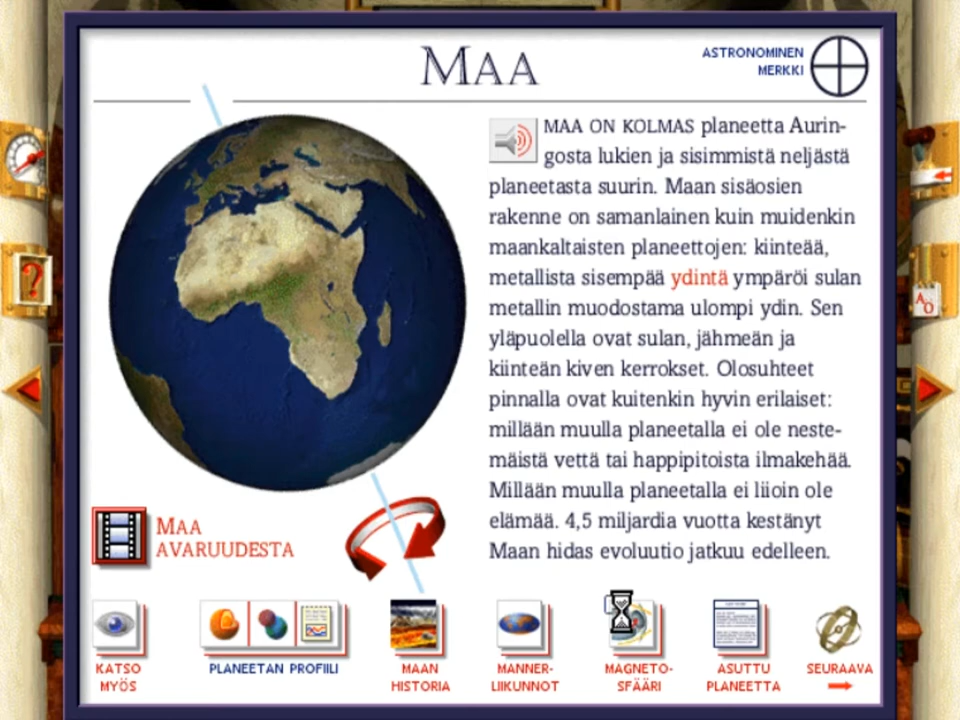 MAA
ASTRONOMINEN
MERKKI
MAA ON KOLMAS planeetta Aurin-
gosta lukien ja sisimmistä neljästä
planeetasta suurin. Maan sisäosien
rakenne on samanlainen kuin muidenkin
maankaltaisten planeettojen: kiinteää,
metallista sisempää ydintä ympäröi sulan
metallin muodostama ulompi ydin. Sen
yläpuolella ovat sulan, jähmeän ja
kiinteän kiven kerrokset. Olosuhteet
pinnalla ovat kuitenkin hyvin erilaiset:
millään muulla planeetalla ei ole neste-
mäistä vettä tai happipitoista ilmakehää.
Millään muulla planeetalla ei liioin ole
elämää. 4,5 miljardia vuotta kestänyt
Maan hidas evoluutio jatkuu edelleen.
MAA
AVARUUDESTA
KATSO
MYÖS
PLANEETAN PROFIILI
MAAN
HISTORIA
MANNER-
LIIKUNNOT
MAGNETO-
SFÄÄRI
ASUTTU
PLANEETTA
SEURAAVA
?
A
O